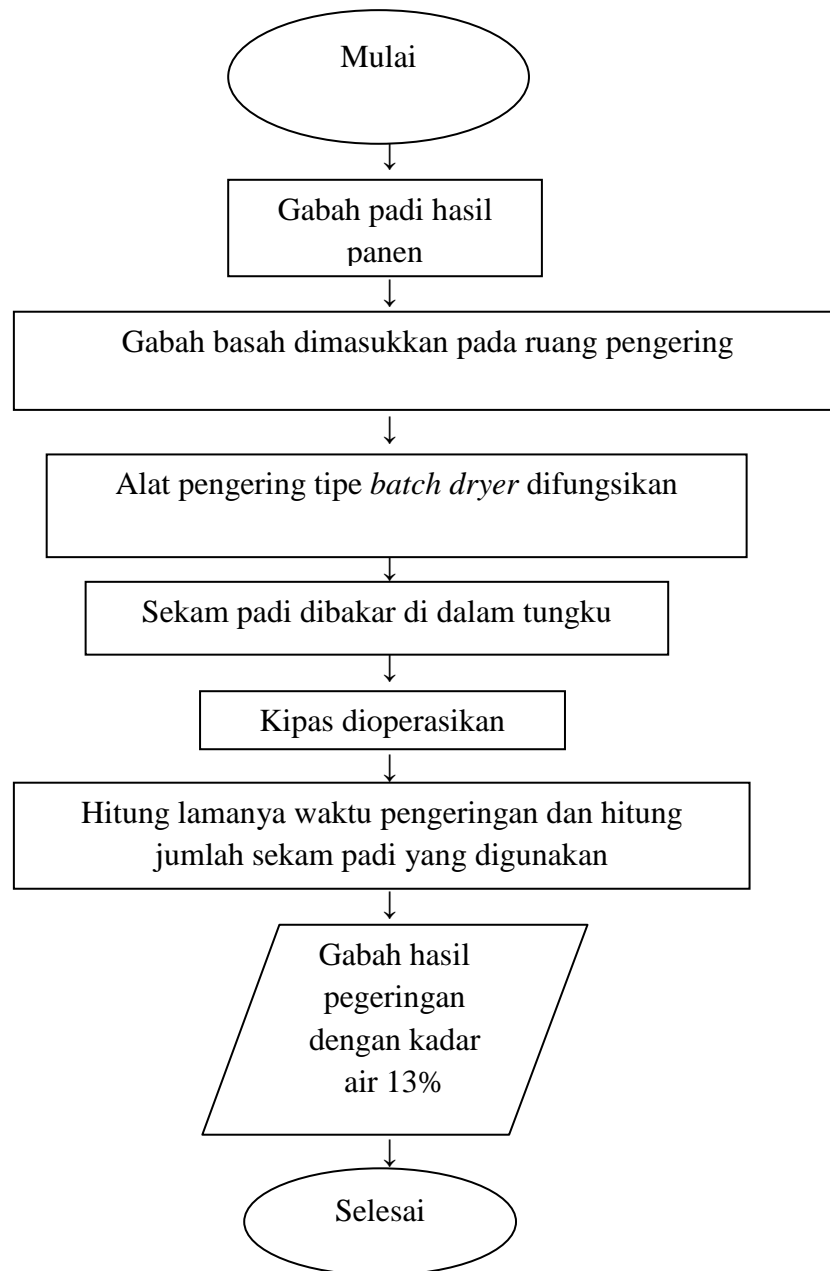 Mulai
↓
Gabah padi hasil
panen
↓
Gabah basah dimasukkan pada ruang pengering
↓
Alat pengering tipe batch dryer difungsikan
↓
Sekam padi dibakar di dalam tungku
↓
Kipas dioperasikan
↓
Hitung lamanya waktu pengeringan dan hitung
jumlah sekam padi yang digunakan
↓
Gabah hasil
pegeringan
dengan kadar
air 13%
↓
Selesai